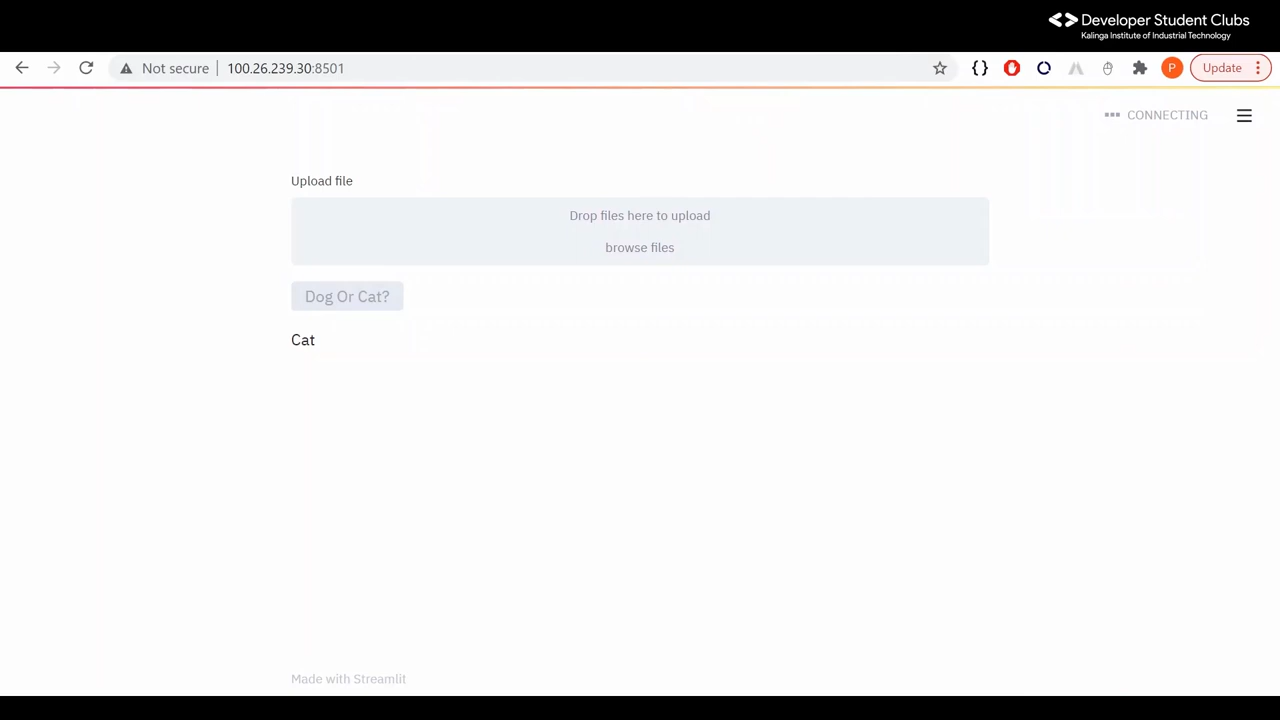 Developer Student Clubs
Kalinga Institute of Industrial Technology
Not secure
100.26.239.30:8501
P
Update
CONNECTING
Upload file
Drop files here to upload
browse files
Dog Or Cat?
Cat
Made with Streamlit